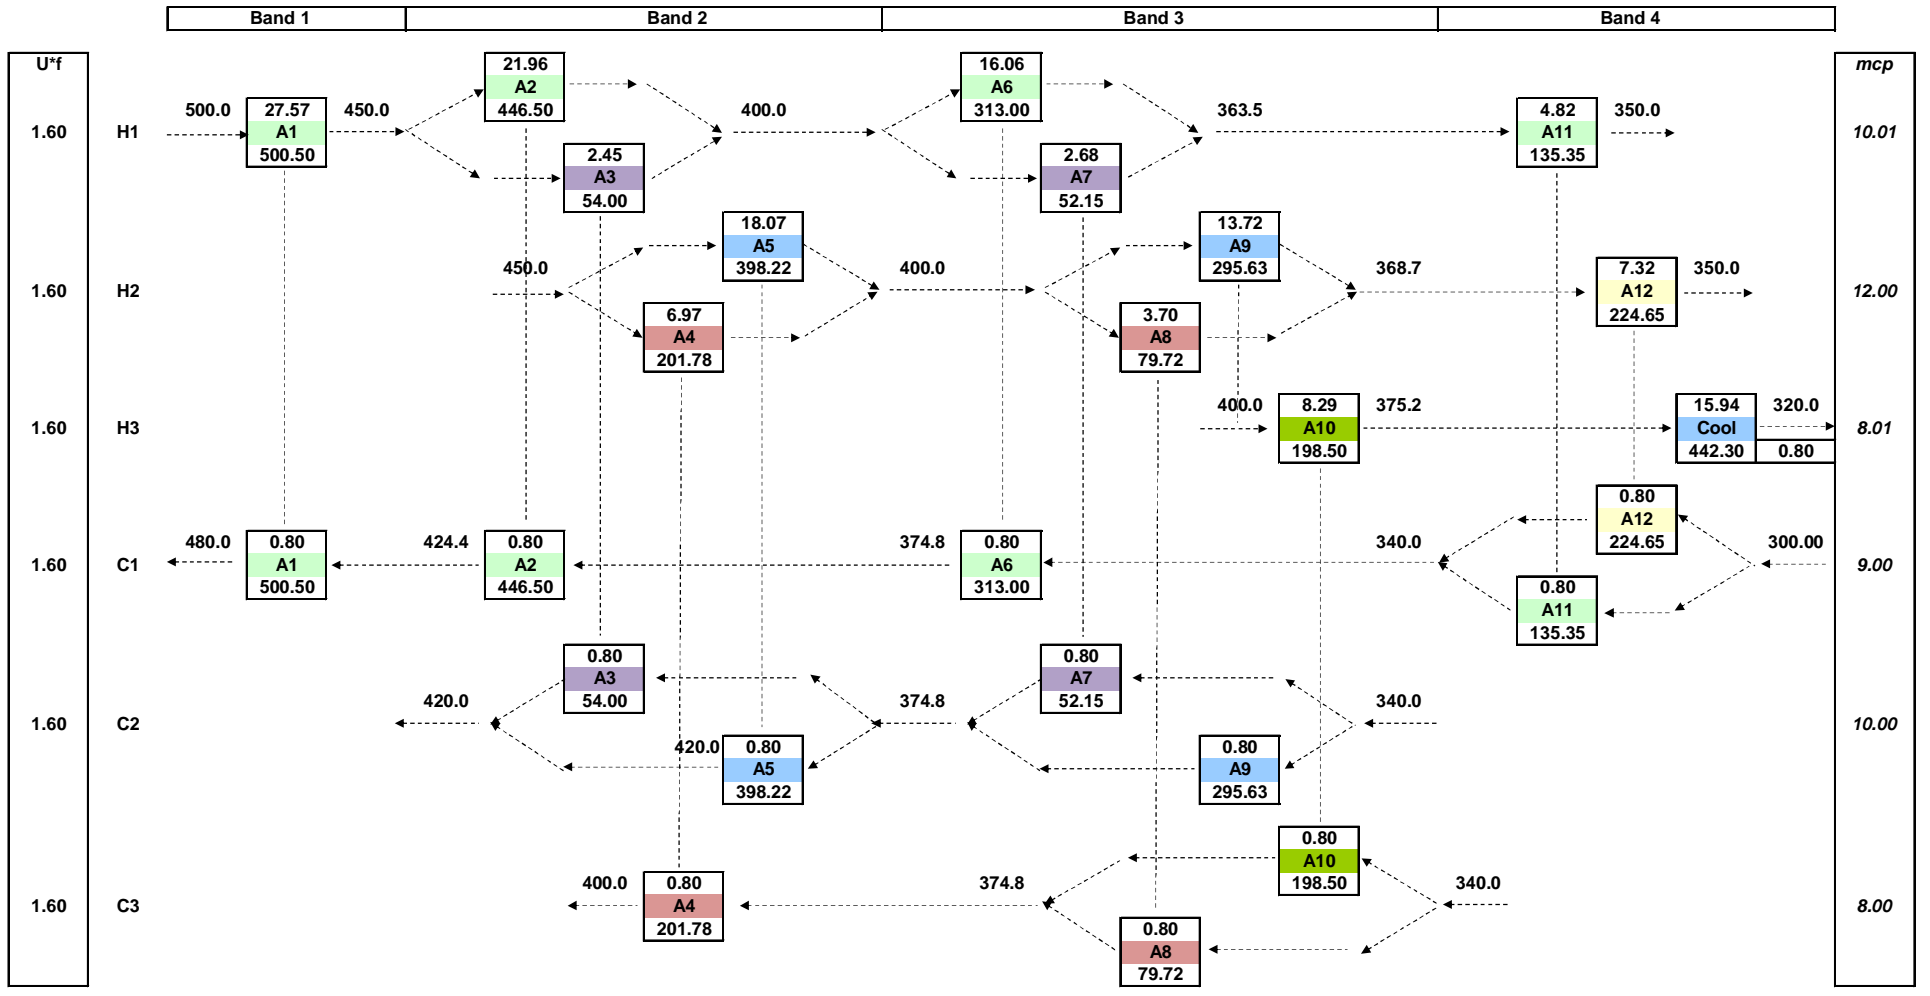 Band 1 Band 2 Band 3 Band 4
U*f 21.96 16.06 mcp
A2 A6
500.0 27.57 450.0 446.50 400.0 313.00 363.5 4.82 350.0
1.60 H1 A1 A11 10.01
500.50 2.45 2.68 135.35
A3 A7
54.00 52.15
18.07 13.72
A5 A9
450.0 398.22 400.0 295.63 368.7 7.32 350.0
1.60 H2 A12 12.00
6.97 3.70 224.65
A4 A8
201.78 79.72
400.0 8.29 375.2 15.94 320.0
1.60 H3 A10 Cool 8.01
198.50 442.30 0.80
0.80
A12
480.0 0.80 424.4 0.80 374.8 0.80 340.0 224.65 300.00
1.60 C1 A1 A2 A6 9.00
500.50 446.50 313.00 0.80
A11
135.35
0.80 0.80
A3 A7
420.0 54.00 374.8 52.15 340.0
1.60 C2 10.00
420.0 0.80 0.80
A5 A9
398.22 295.63
0.80
A10
400.0 0.80 374.8 198.50 340.0
1.60 C3 A4 8.00
201.78 0.80
A8
79.72